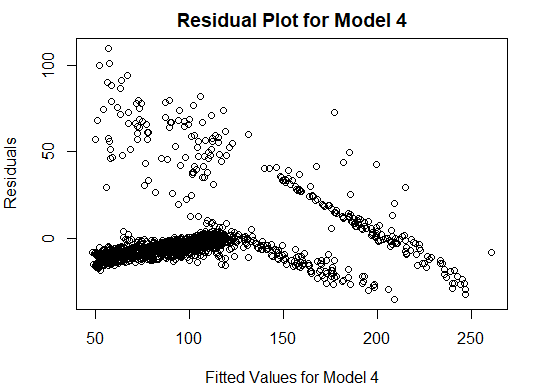 Residual Plot for Model 4
Residuals
100
50
0
50 100 150 200 250
Fitted Values for Model 4